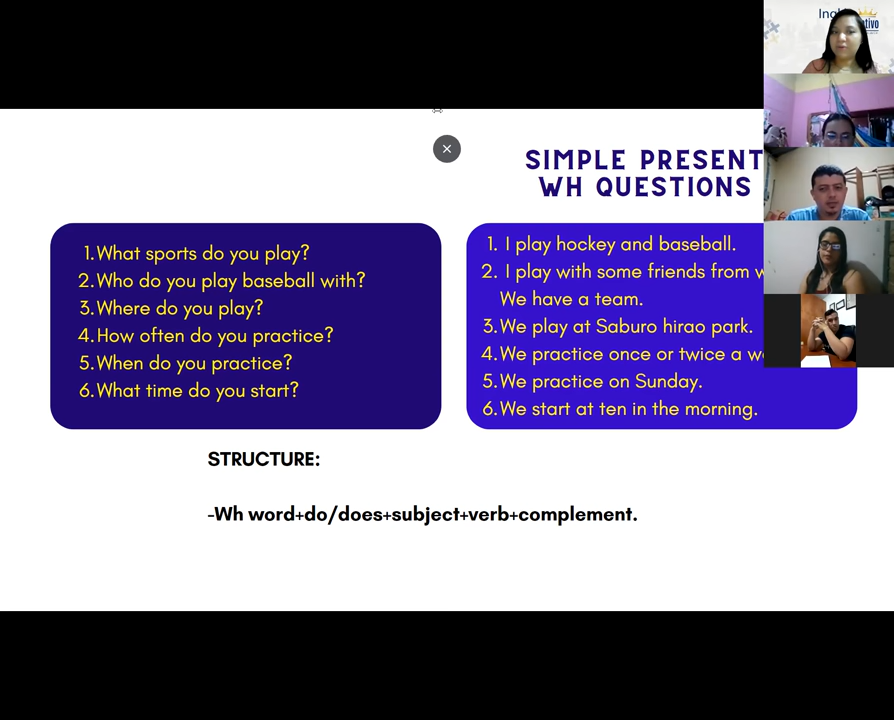 SIMPLE PRESENT
WH QUESTIONS
1. What sports do you play?
2. Who do you play baseball with?
3. Where do you play?
4. How often do you practice?
5. When do you practice?
6. What time do you start?
1. I play hockey and baseball.
2. I play with some friends from
We have a team.
3. We play at Saburo hirao park.
4. We practice once or twice a
5. We practice on Sunday.
6. We start at ten in the morning.
STRUCTURE:
-Wh word+do/does+subject+verb+complement.